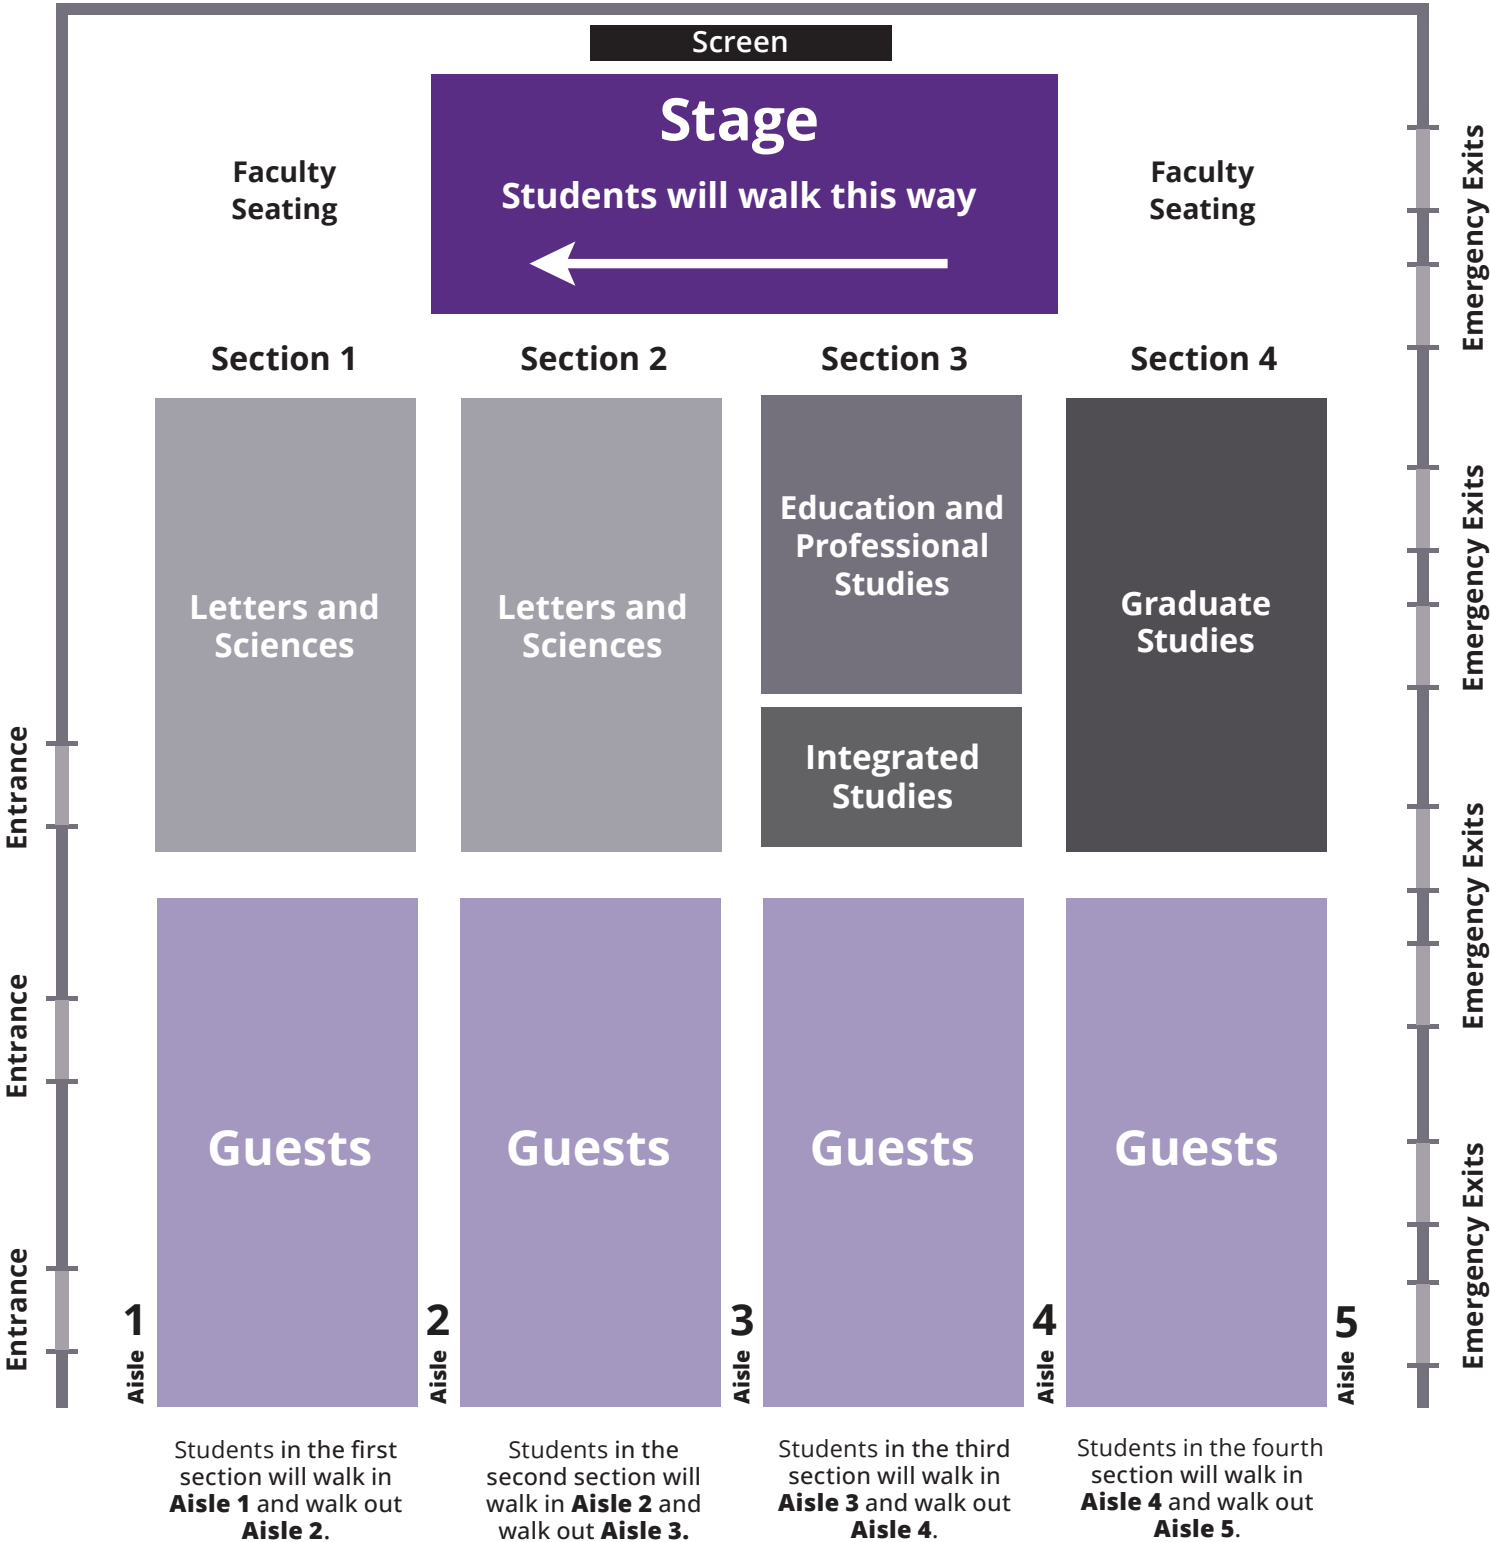 Screen
Stage
Students will walk this way
Faculty
Seating
Faculty
Seating
Section 1
Section 2
Section 3
Section 4
Letters and
Sciences
Letters and
Sciences
Education and
Professional
Studies
Integrated
Studies
Graduate
Studies
Guests
Guests
Guests
Guests
Entrance
Entrance
Entrance
Emergency Exits
Emergency Exits
Emergency Exits
Emergency Exits
Aisle 1
Aisle 2
Aisle 3
Aisle 4
Aisle 5
Students in the first
section will walk in
Aisle 1 and walk out
Aisle 2.
Students in the
second section will
walk in Aisle 2 and
walk out Aisle 3.
Students in the third
section will walk in
Aisle 3 and walk out
Aisle 4.
Students in the fourth
section will walk in
Aisle 4 and walk out
Aisle 5.